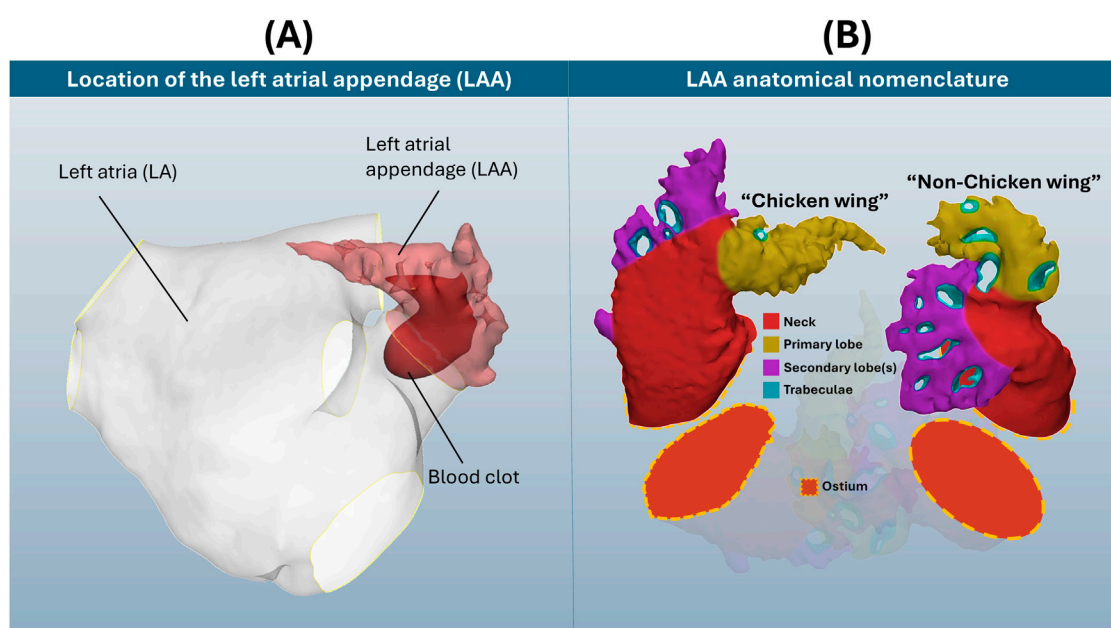 (A)
(B)
Location of the left atrial appendage (LAA)
LAA anatomical nomenclature
Left atria (LA)
Left atrial
appendage (LAA)
Blood clot
“Chicken wing”
“Non-Chicken wing”
Neck
Primary lobe
Secondary lobe(s)
Trabeculae
Ostium